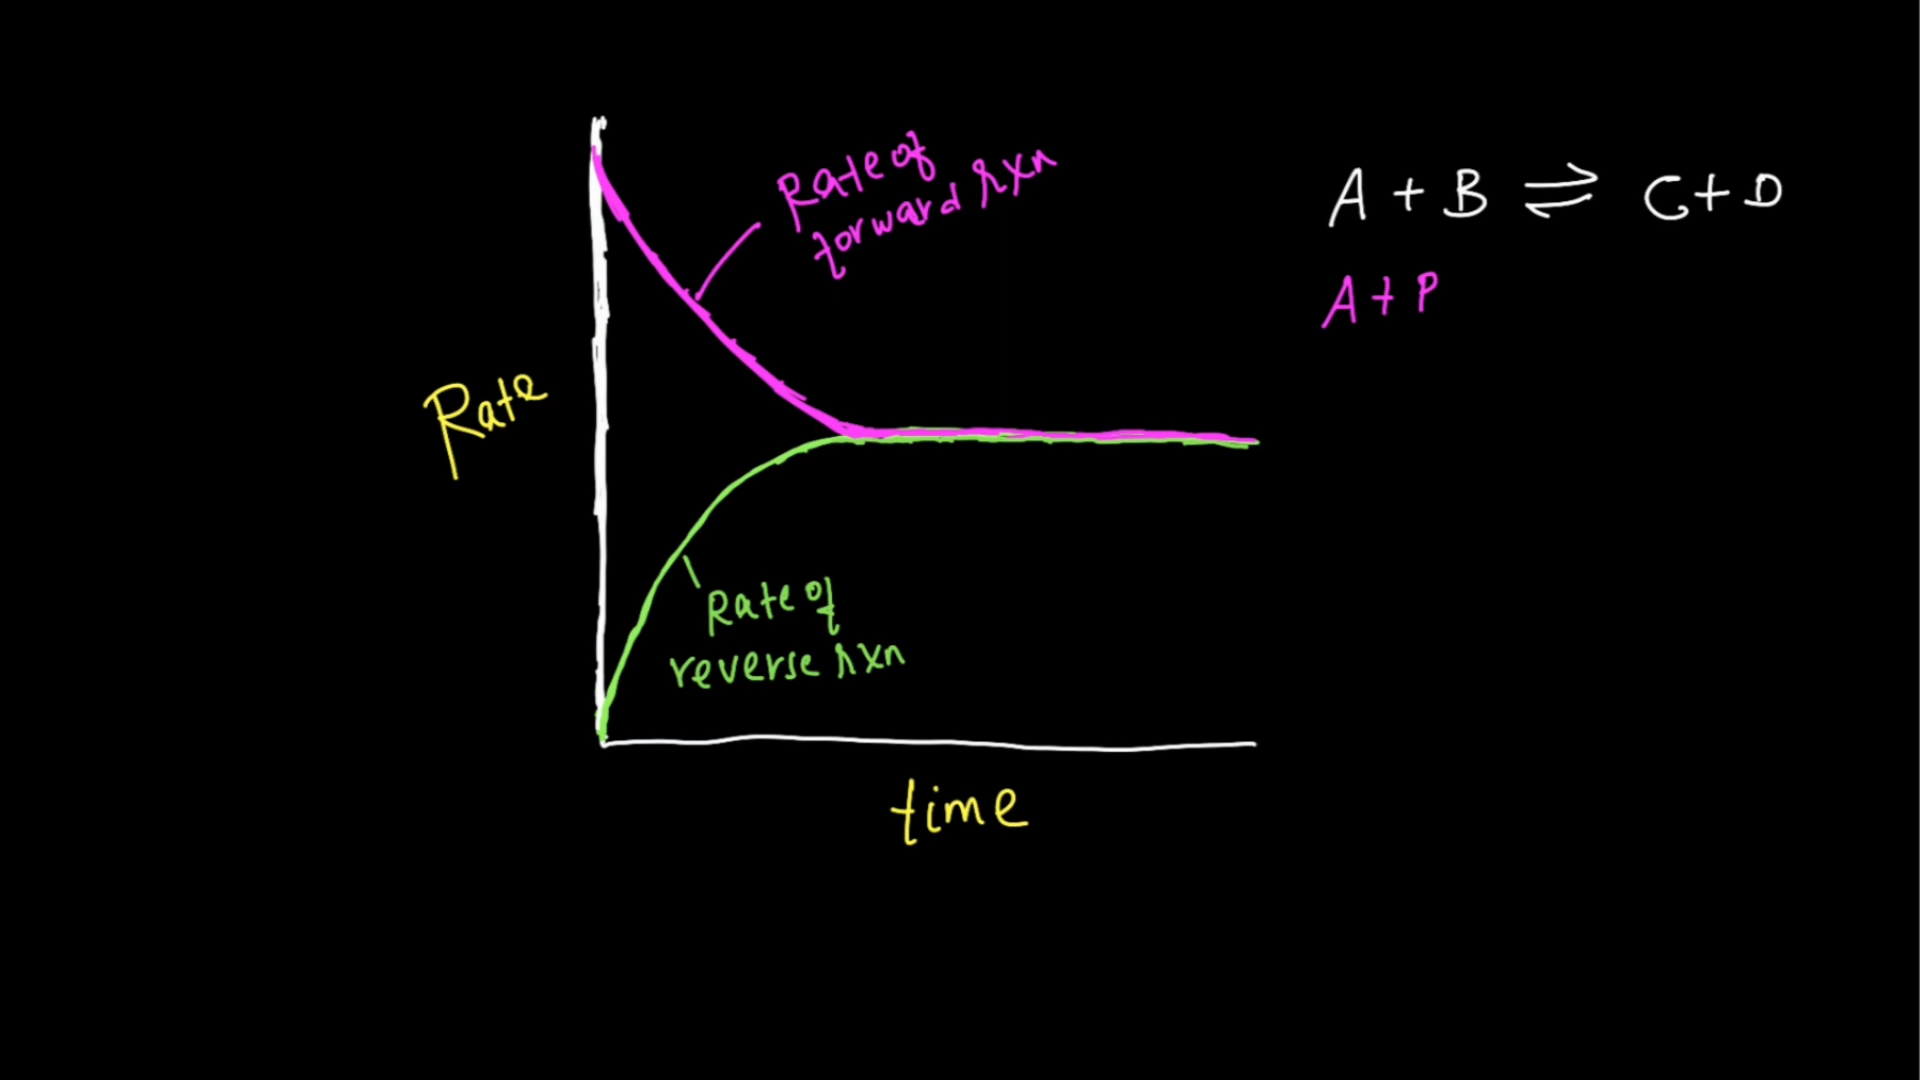 Rate of
forward rxn
A + B ⇌ C + D
A + P
Rate
Rate of
reverse rxn
time